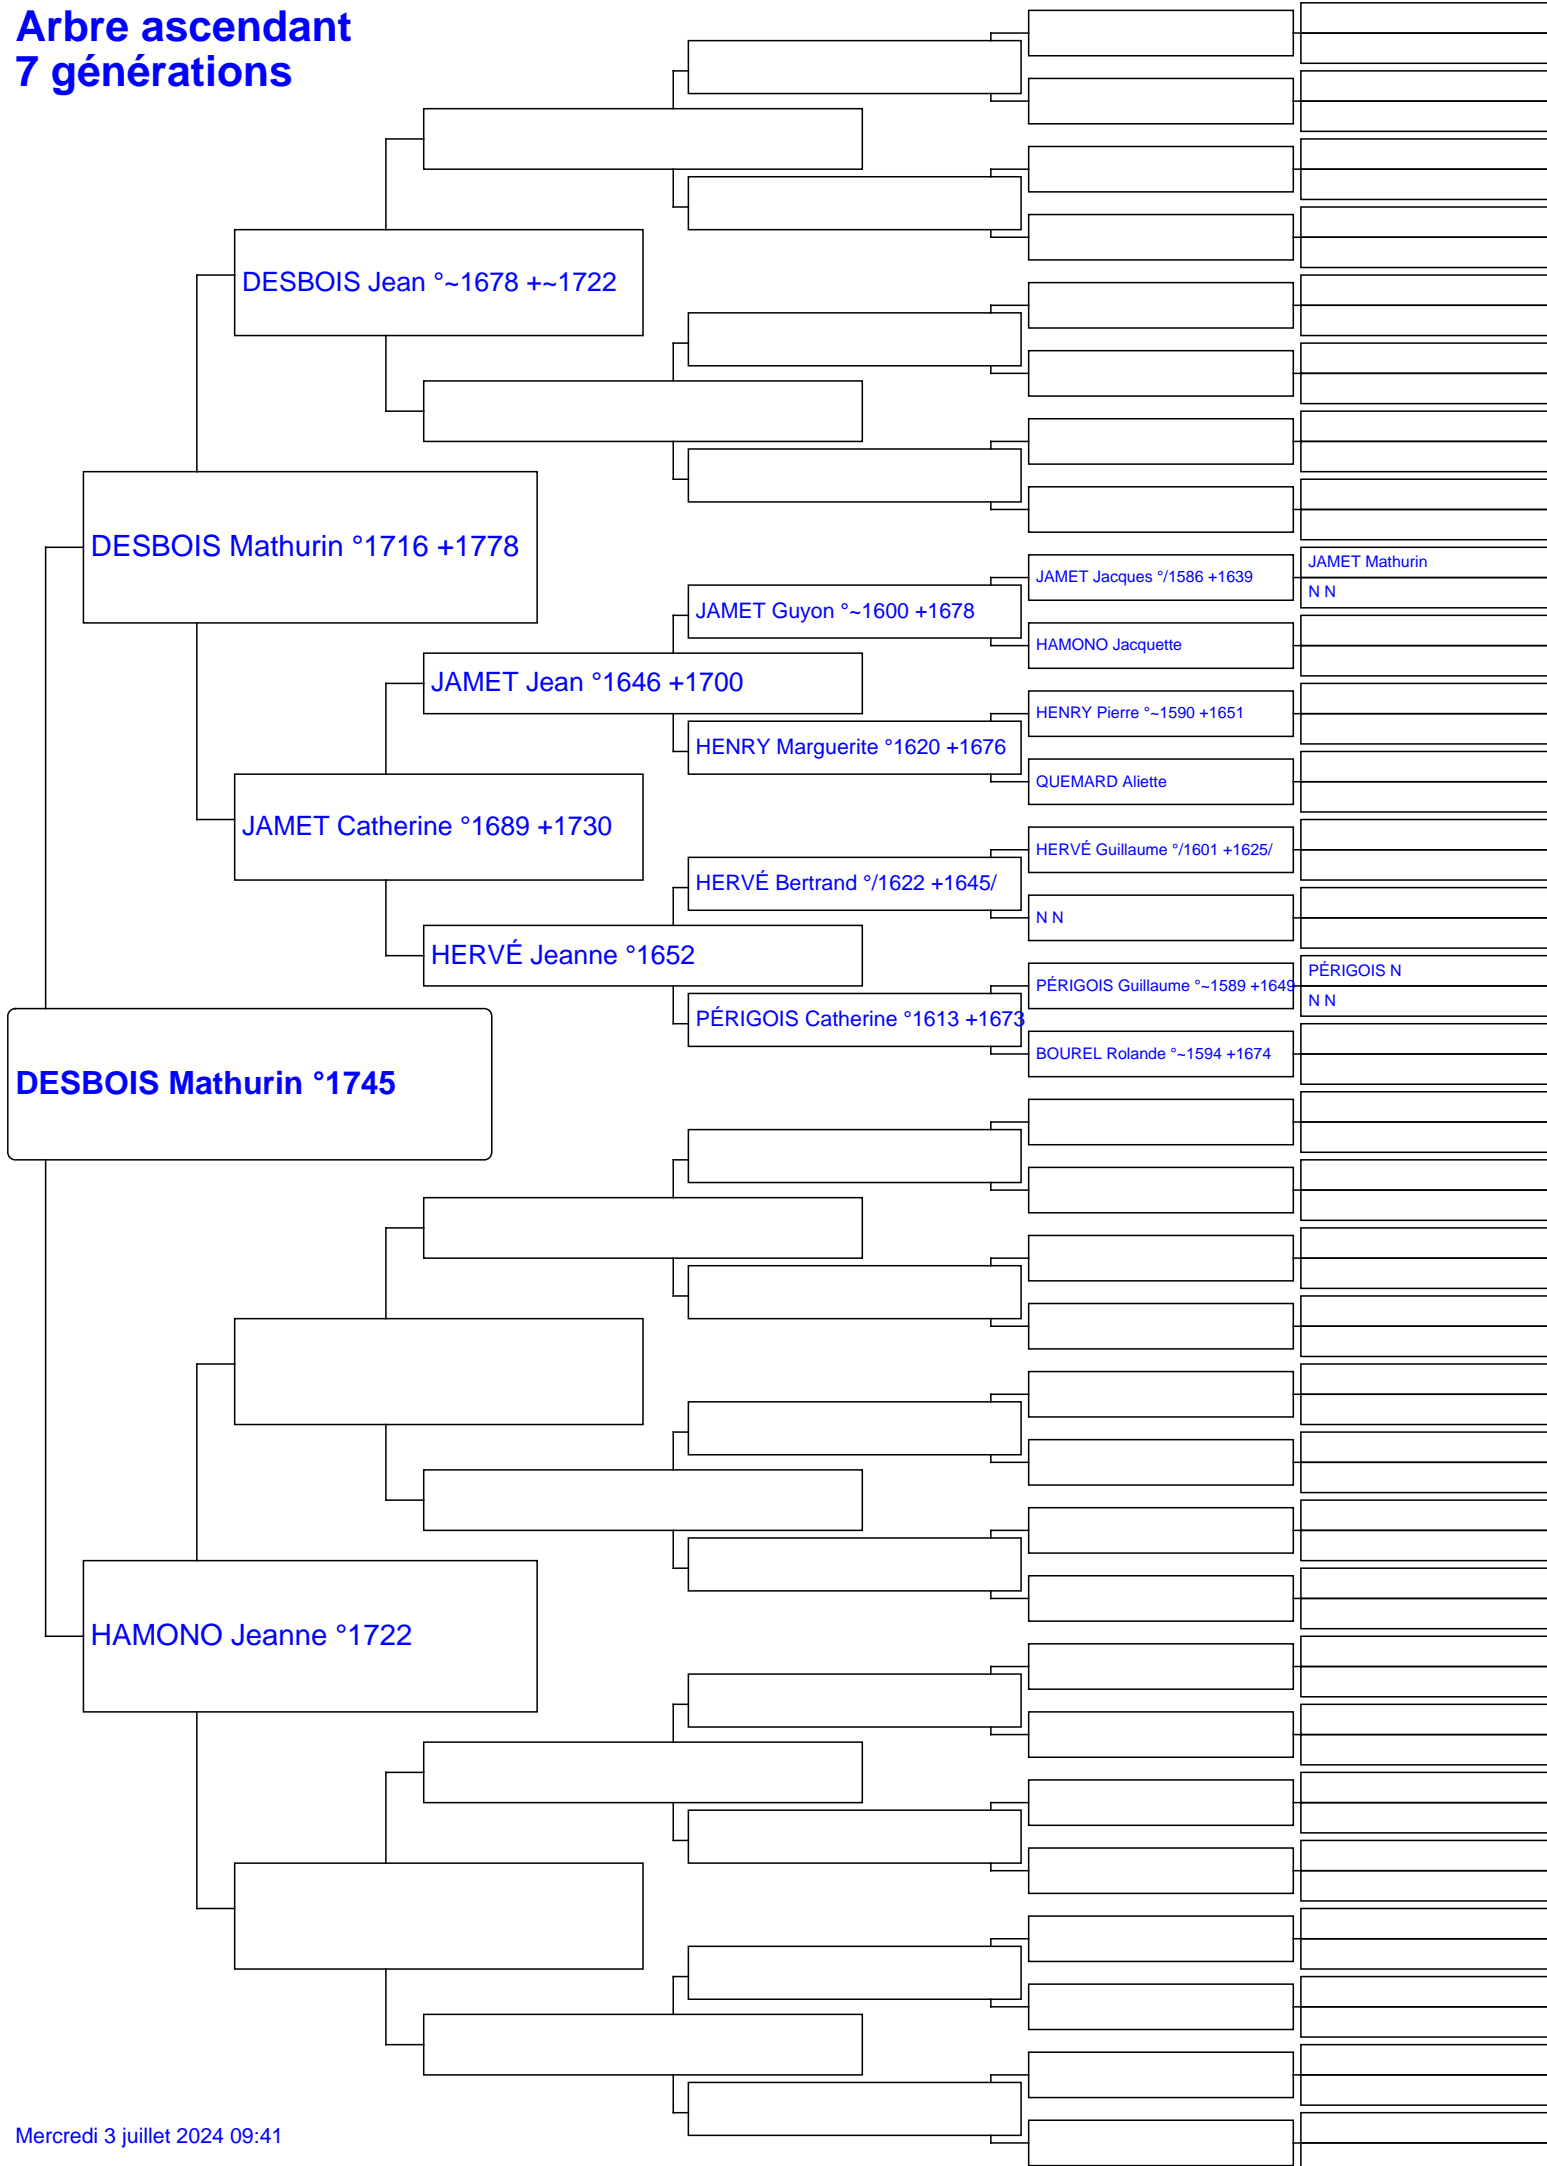 Arbre ascendant
7 générations
DESBOIS Jean °~1678 +~1722
DESBOIS Mathurin °1716 +1778
JAMET Jacques °/1586 +1639
JAMET Mathurin
N N
JAMET Guyon °~1600 +1678
HAMONO Jacquette
JAMET Jean °1646 +1700
HENRY Pierre °~1590 +1651
HENRY Marguerite °1620 +1676
QUEMARD Aliette
JAMET Catherine °1689 +1730
HERVÉ Guillaume °/1601 +1625/
HERVÉ Bertrand °/1622 +1645/
N N
HERVÉ Jeanne °1652
PÉRIGOIS Guillaume °~1589 +1649
PÉRIGOIS N
N N
PÉRIGOIS Catherine °1613 +1673
BOUREL Rolande °~1594 +1674
DESBOIS Mathurin °1745
HAMONO Jeanne °1722
Mercredi 3 juillet 2024 09:41